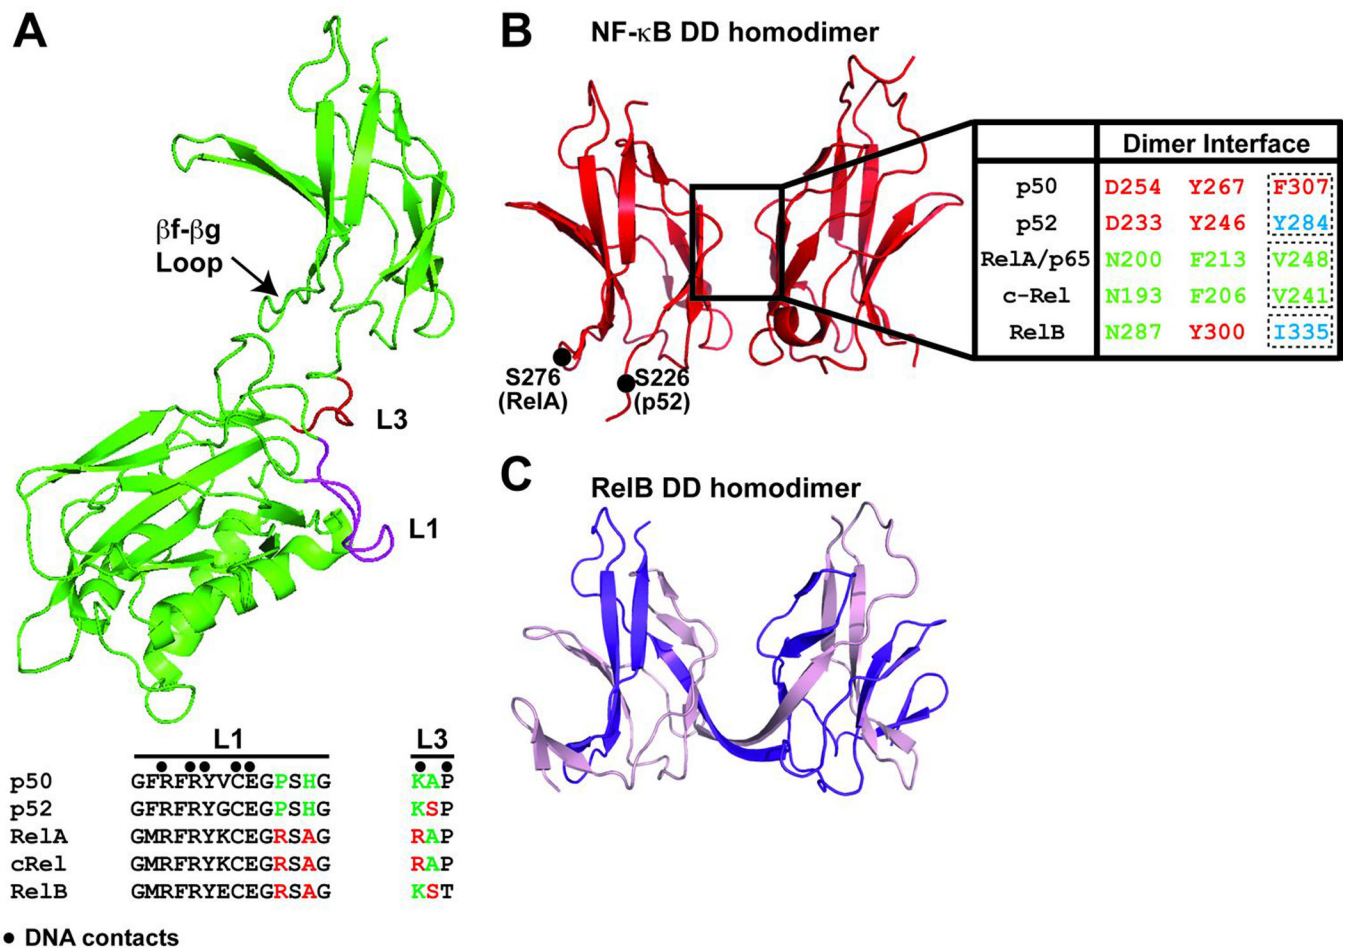 A
βf-βg
Loop
L3
L1
L1 L3
p50 GFRFRYVCEGPSHG KAP
p52 GFRFRYGCEGPSHG KSP
RelA GMRFRYKCEGRSAG RAP
cRel GMRFRYKCEGRSAG RAP
RelB GMRFRYECEGRSAG KST
● DNA contacts
B
NF-κB DD homodimer
S276
(RelA)
S226
(p52)
Dimer Interface
p50 D254 Y267 F307
p52 D233 Y246 Y284
RelA/p65 N200 F213 V248
c-Rel N193 F206 V241
RelB N287 Y300 I335
C
RelB DD homodimer